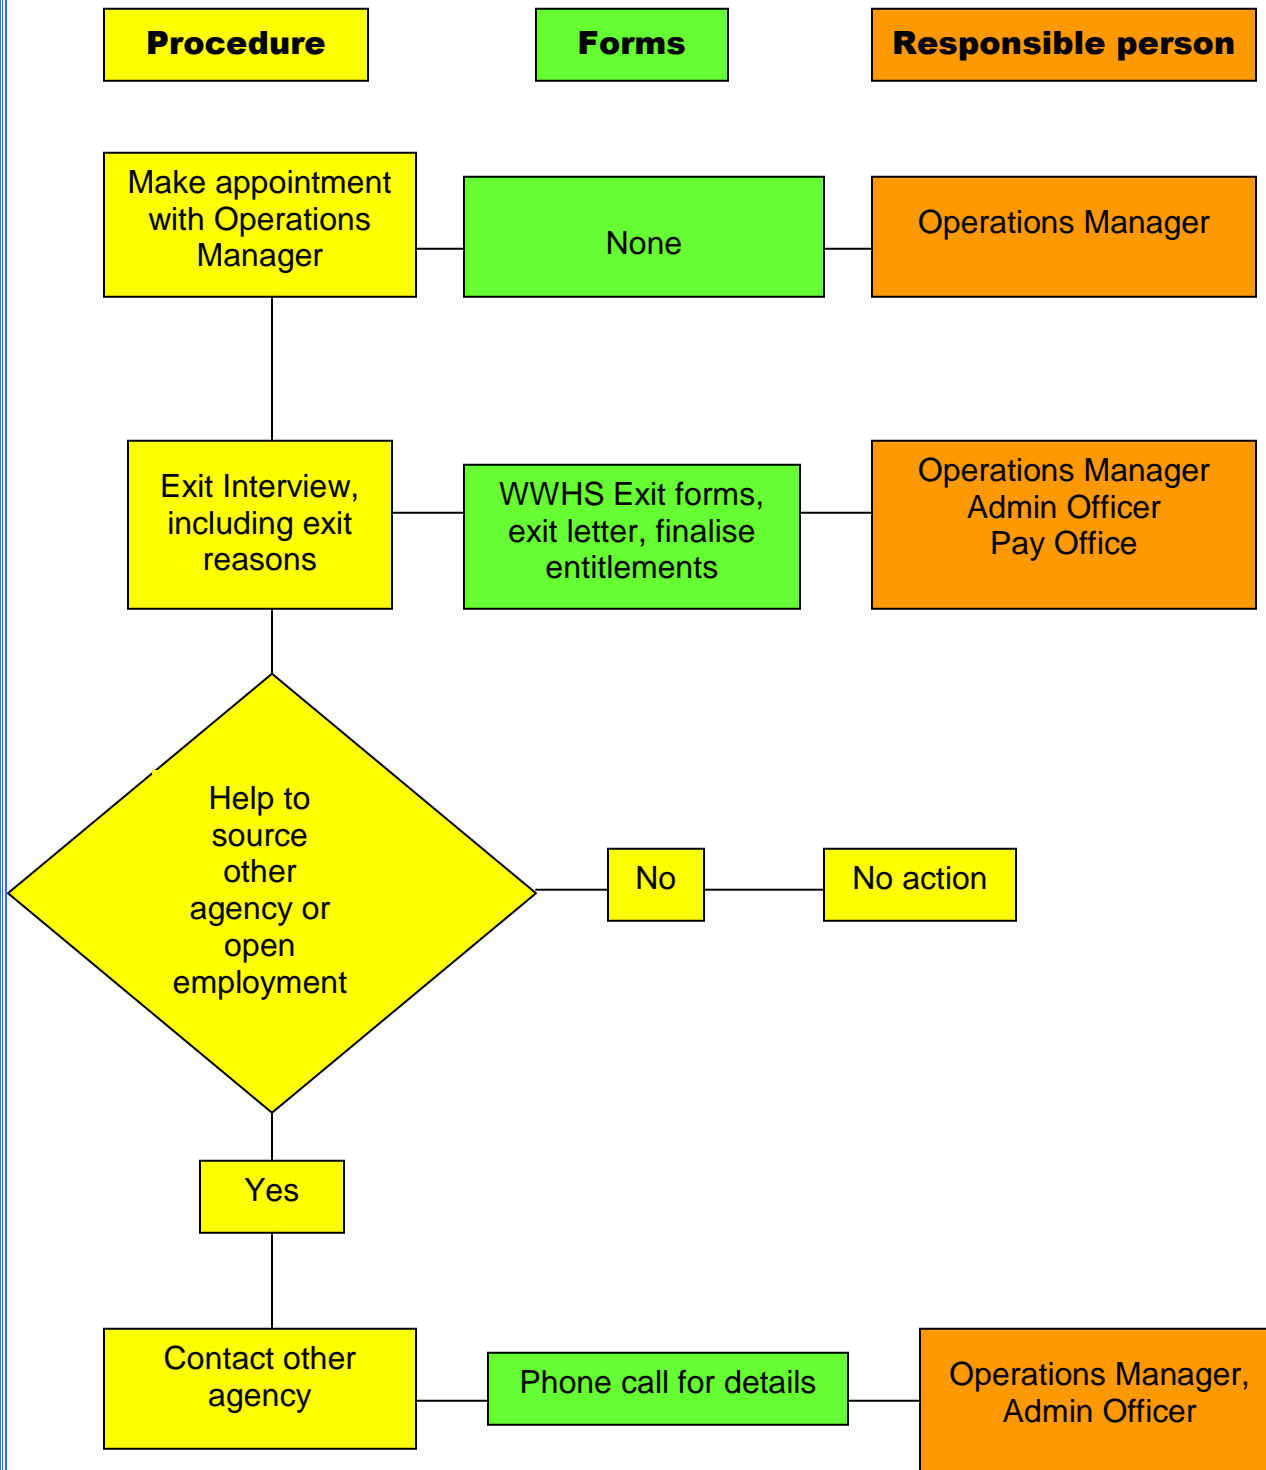 Procedure
Forms
Responsible person
Make appointment
with Operations
Manager
None
Operations Manager
Exit Interview,
including exit
reasons
WWHS Exit forms,
exit letter, finalise
entitlements
Operations Manager
Admin Officer
Pay Office
Help to
source
other
agency or
open
employment
No
No action
Yes
Contact other
agency
Phone call for details
Operations Manager,
Admin Officer